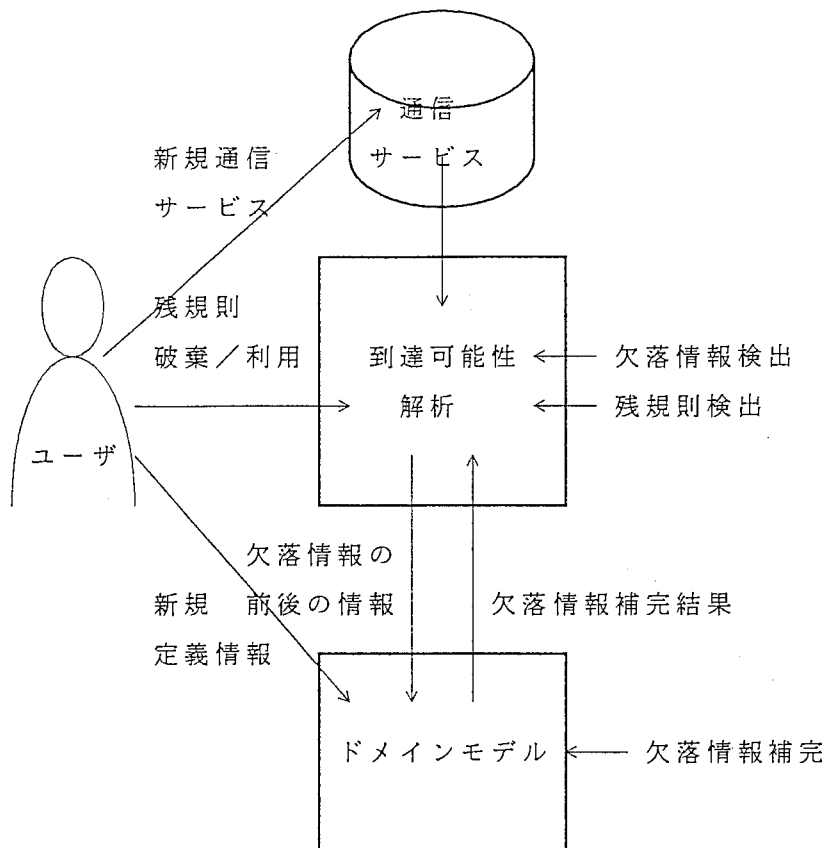 通信
サービス
新規通信
サービス
残規則
破棄／利用
到達可能性
解析
欠落情報検出
残規則検出
ユーザ
欠落情報の
前後の情報
新規
定義情報
欠落情報補完結果
ドメインモデル
欠落情報補完